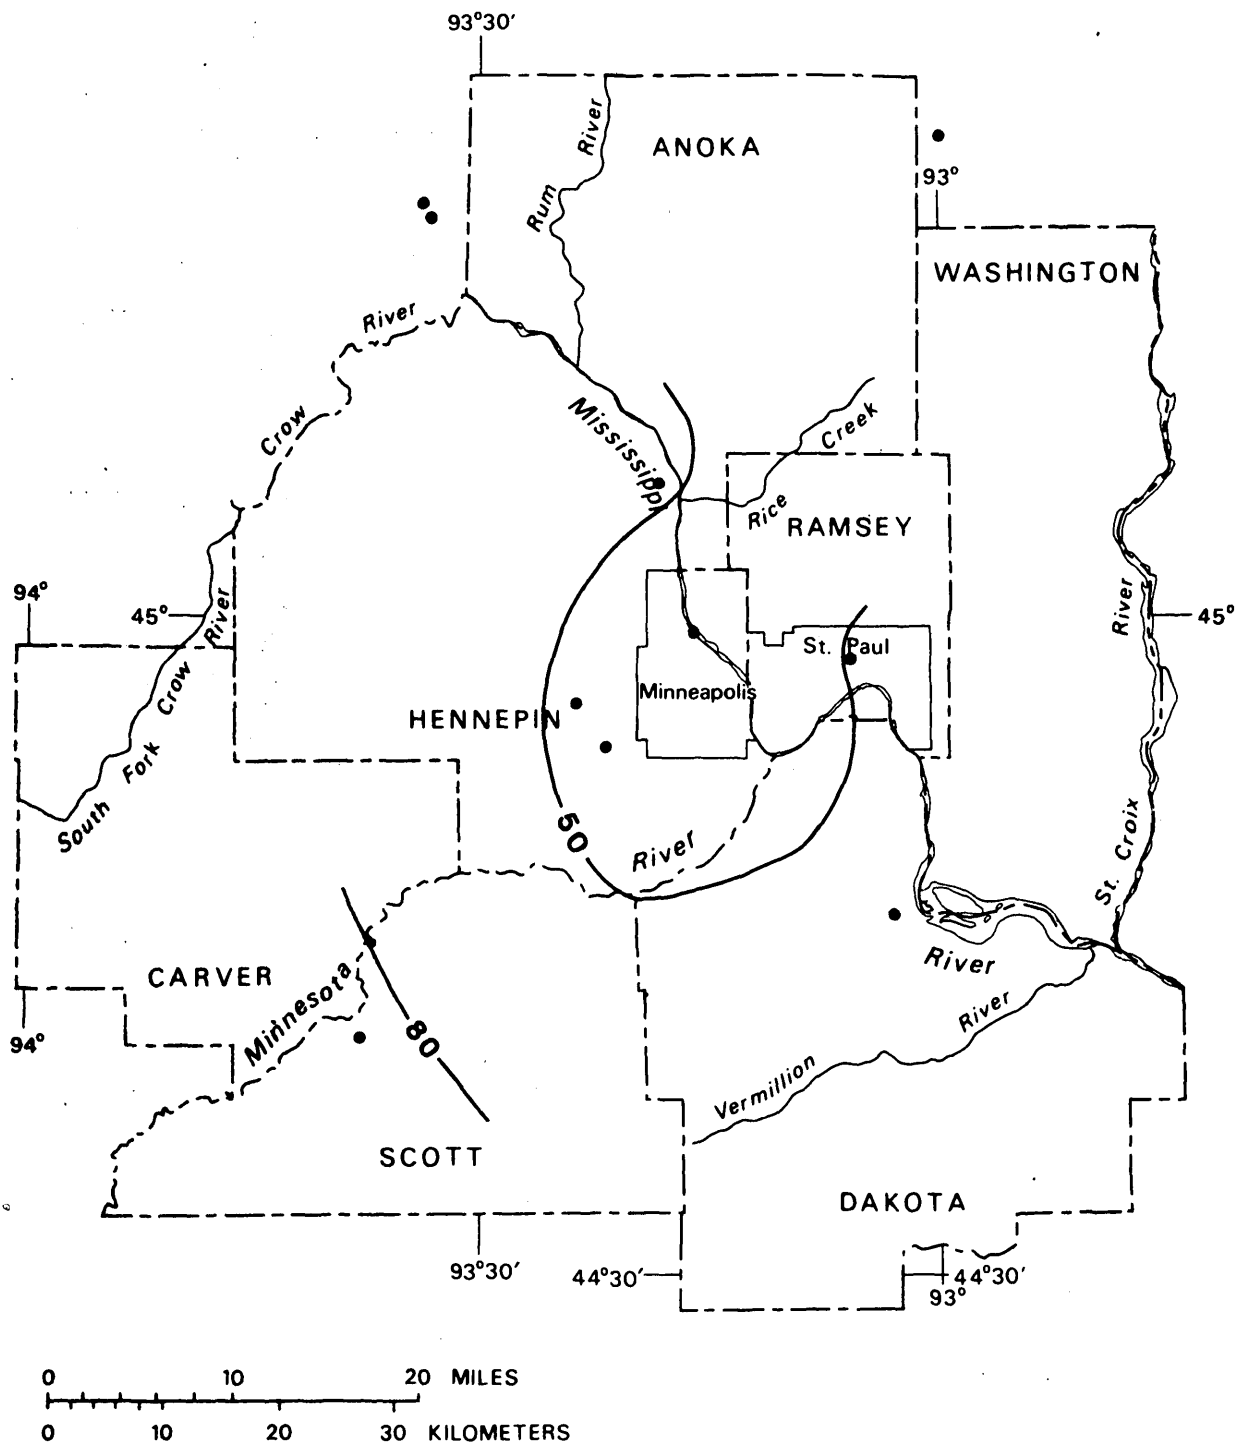 93°30′
ANOKA
Rum River
93°
WASHINGTON
Crow River
Mississippi
Rice Creek
RAMSEY
94°
45°
River
45°
St. Paul
Minneapolis
HENNEPIN
South Fork Crow River
50
River
St. Croix
River
CARVER
Minnesota
80
94°
River
Vermillion
SCOTT
DAKOTA
93°30′
44°30′
44°30′
93°
0 10 20 MILES
0 10 20 30 KILOMETERS